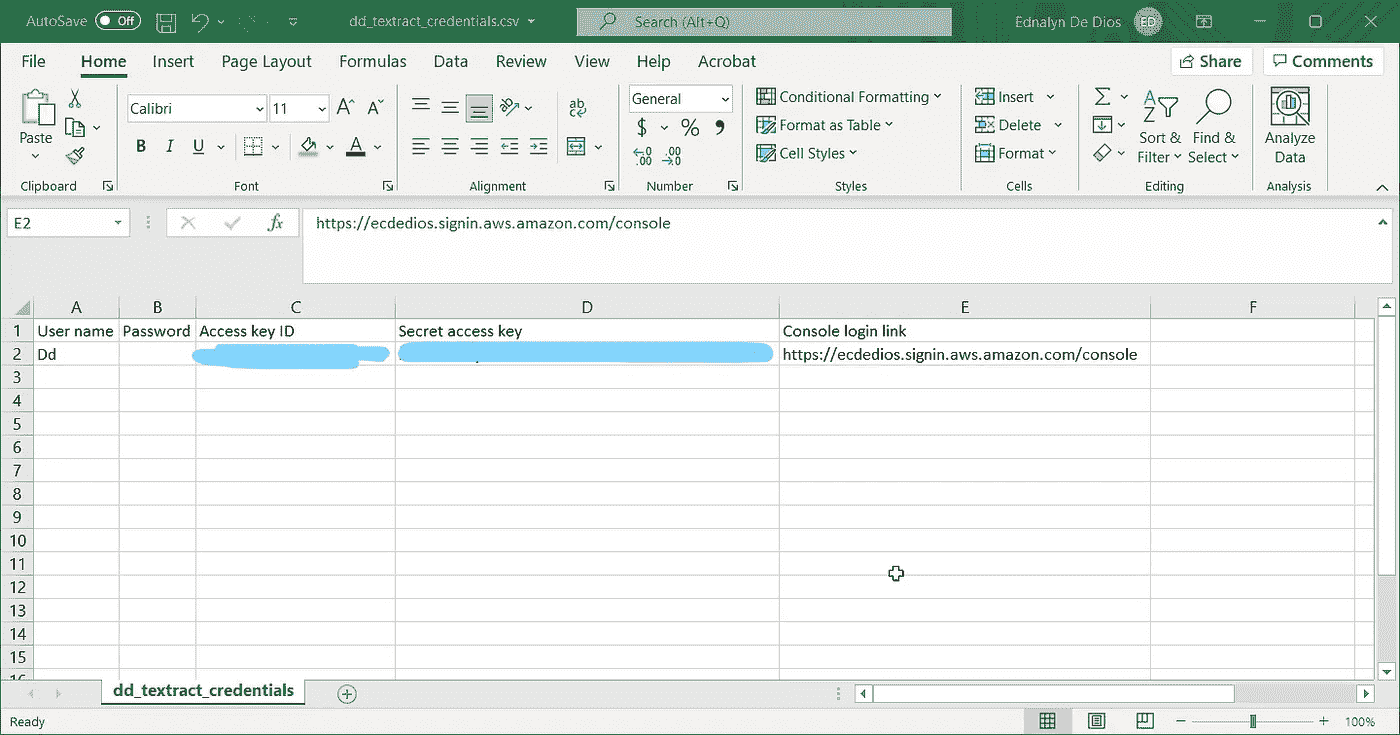 AutoSave Off dd_textract_credentials.csv Search (Alt+Q) Ednalyn De Dios ED
File Home Insert Page Layout Formulas Data Review View Help Acrobat Share Comments
Paste
Clipboard
Calibri 11
B I U A
Font
ab
Alignment
General
$ % ,
Number
Conditional Formatting
Format as Table
Cell Styles
Styles
Insert
Delete
Format
Cells
Sort & Filter
Find & Select
Editing
Analyze Data
Analysis
E2 fx https://ecdedios.signin.aws.amazon.com/console
A B C D E F
1 User name Password Access key ID Secret access key Console login link
2 Dd https://ecdedios.signin.aws.amazon.com/console
3
4
5
6
7
8
9
10
11
12
13
14
15
16
dd_textract_credentials
Ready 100%